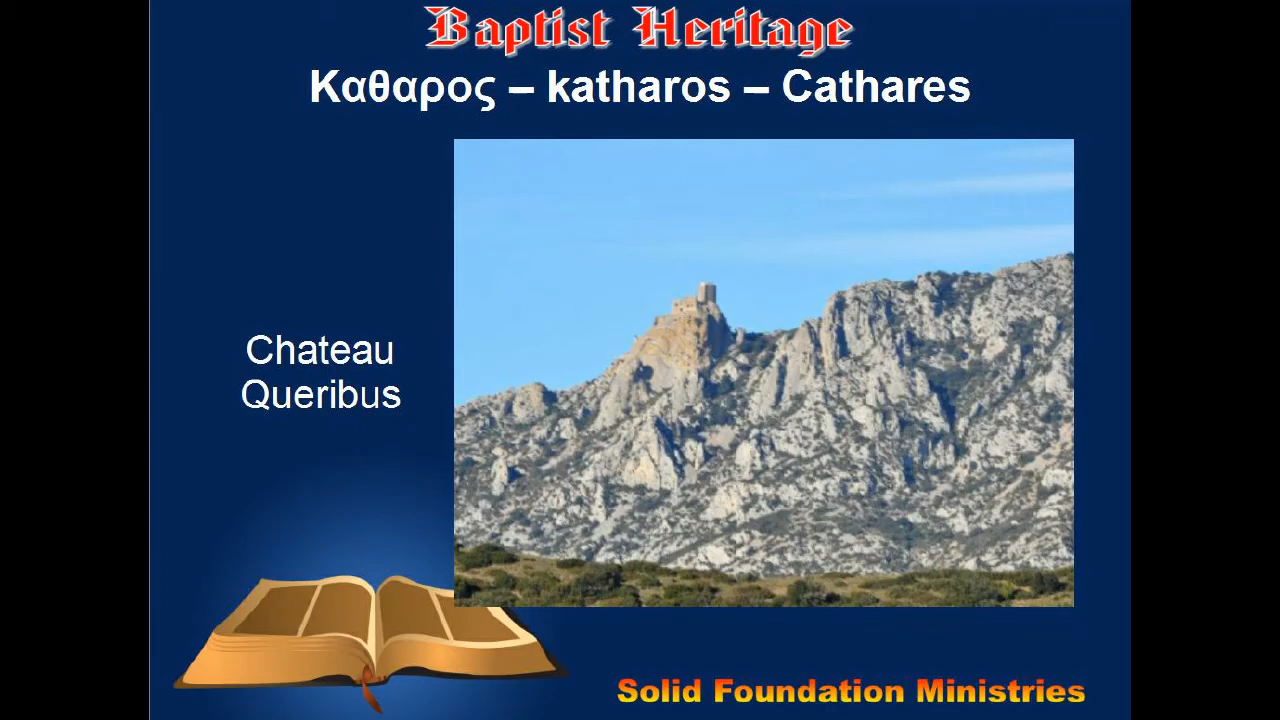 Baptist Heritage
Καθαρος – katharos – Cathares
Chateau
Queribus
Solid Foundation Ministries